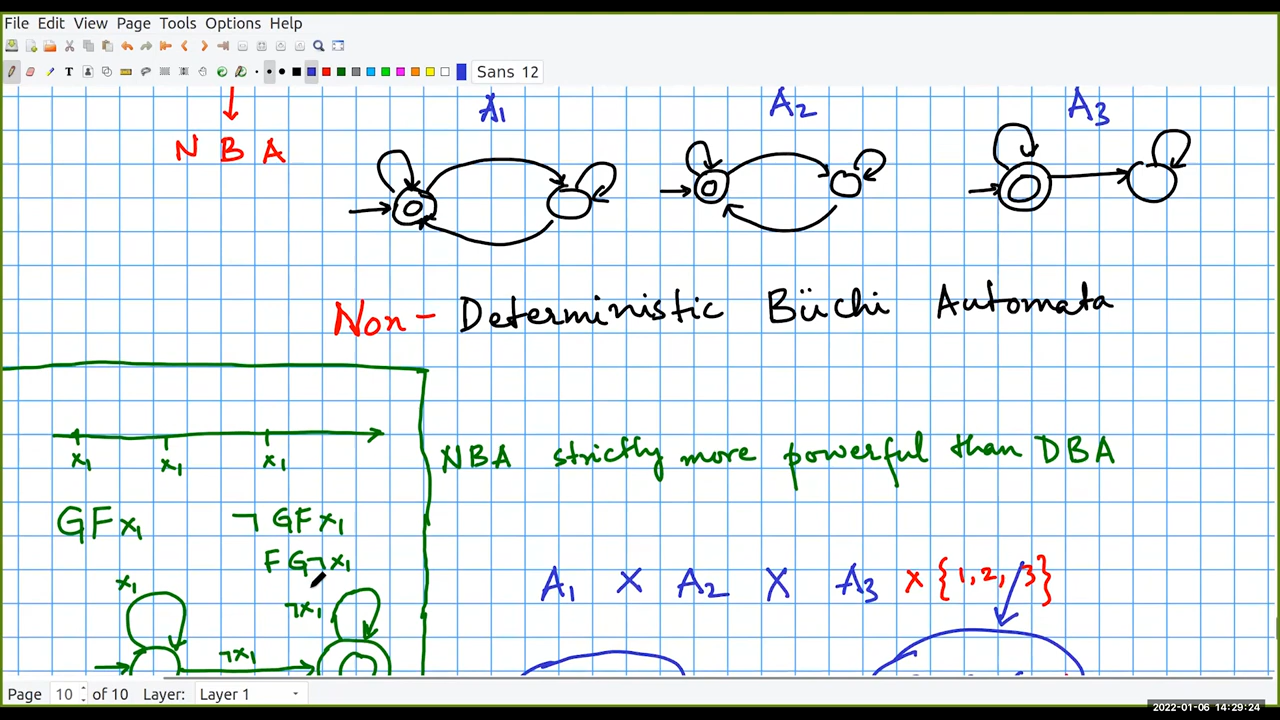 File Edit View Page Tools Options Help
T
Sans 12
A1 A2 A3
N B A
Non- Deterministic Büchi Automata
x1 x1 x1
NBA strictly more powerful than DBA
GFx1 ¬GFx1
FG¬x1
A1 X A2 X A3 x {1,2,3}
x1 ¬x1
¬x1
Page: 10 of 10 Layer: Layer 1
2022-01-06 14:29:24